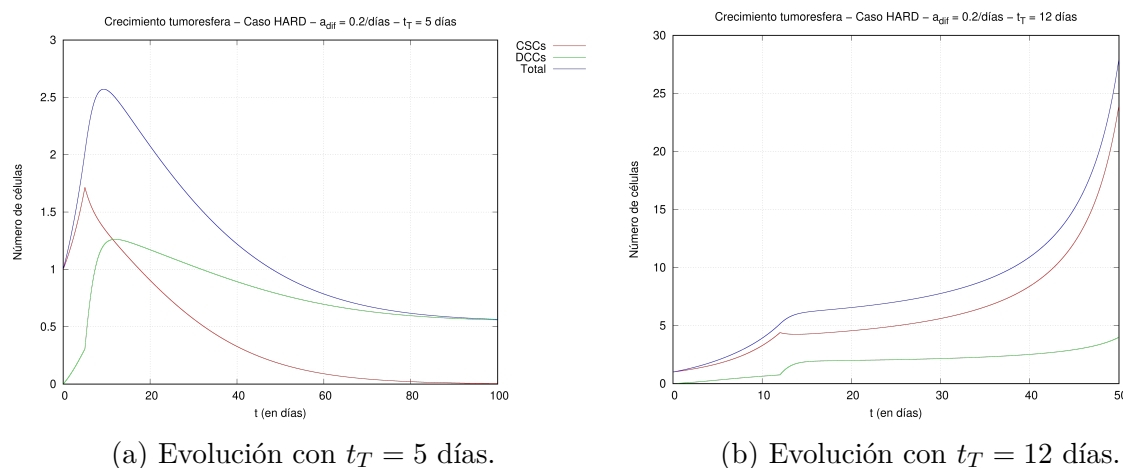 Crecimiento tumoresfera – Caso HARD – a_dif = 0.2/días – t_T = 5 días
3
2.5
2
1.5
1
0.5
0
0
20
40
60
80
100
Número de células
t (en días)
CSCs
DCCs
Total
(a) Evolución con t_T = 5 días.
Crecimiento tumoresfera – Caso HARD – a_dif = 0.2/días – t_T = 12 días
30
25
20
15
10
5
0
0
10
20
30
40
50
Número de células
t (en días)
(b) Evolución con t_T = 12 días.